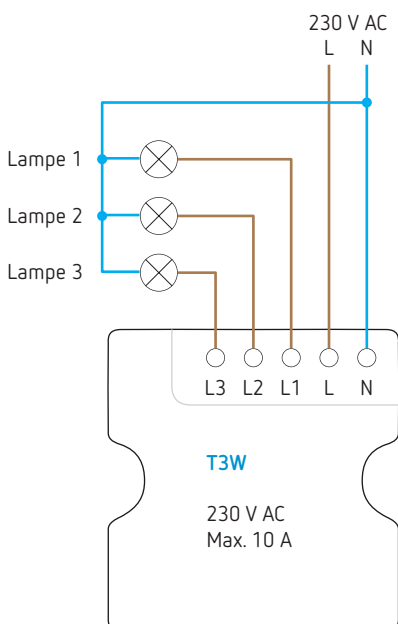 230 V AC
L N
Lampe 1
Lampe 2
Lampe 3
L3 L2 L1 L N
T3W
230 V AC
Max. 10 A